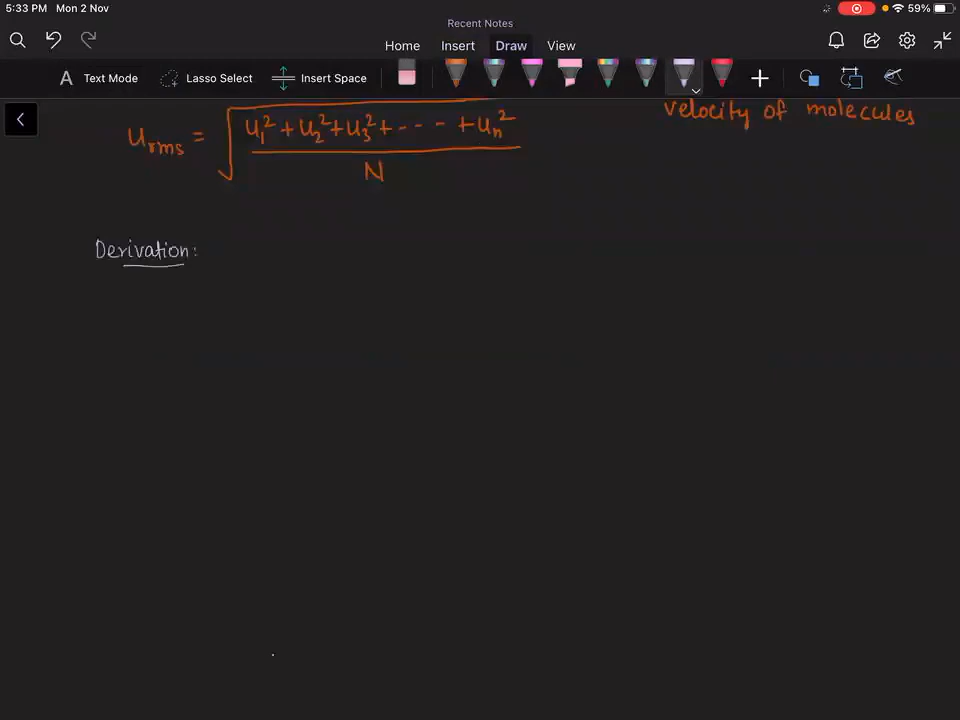 5:33 PM Mon 2 Nov
59%
Recent Notes
Home Insert Draw View
A Text Mode Lasso Select Insert Space
velocity of molecules
u_rms = √((u₁² + u₂² + u₃² + - - - + uₙ²) / N)
Derivation: